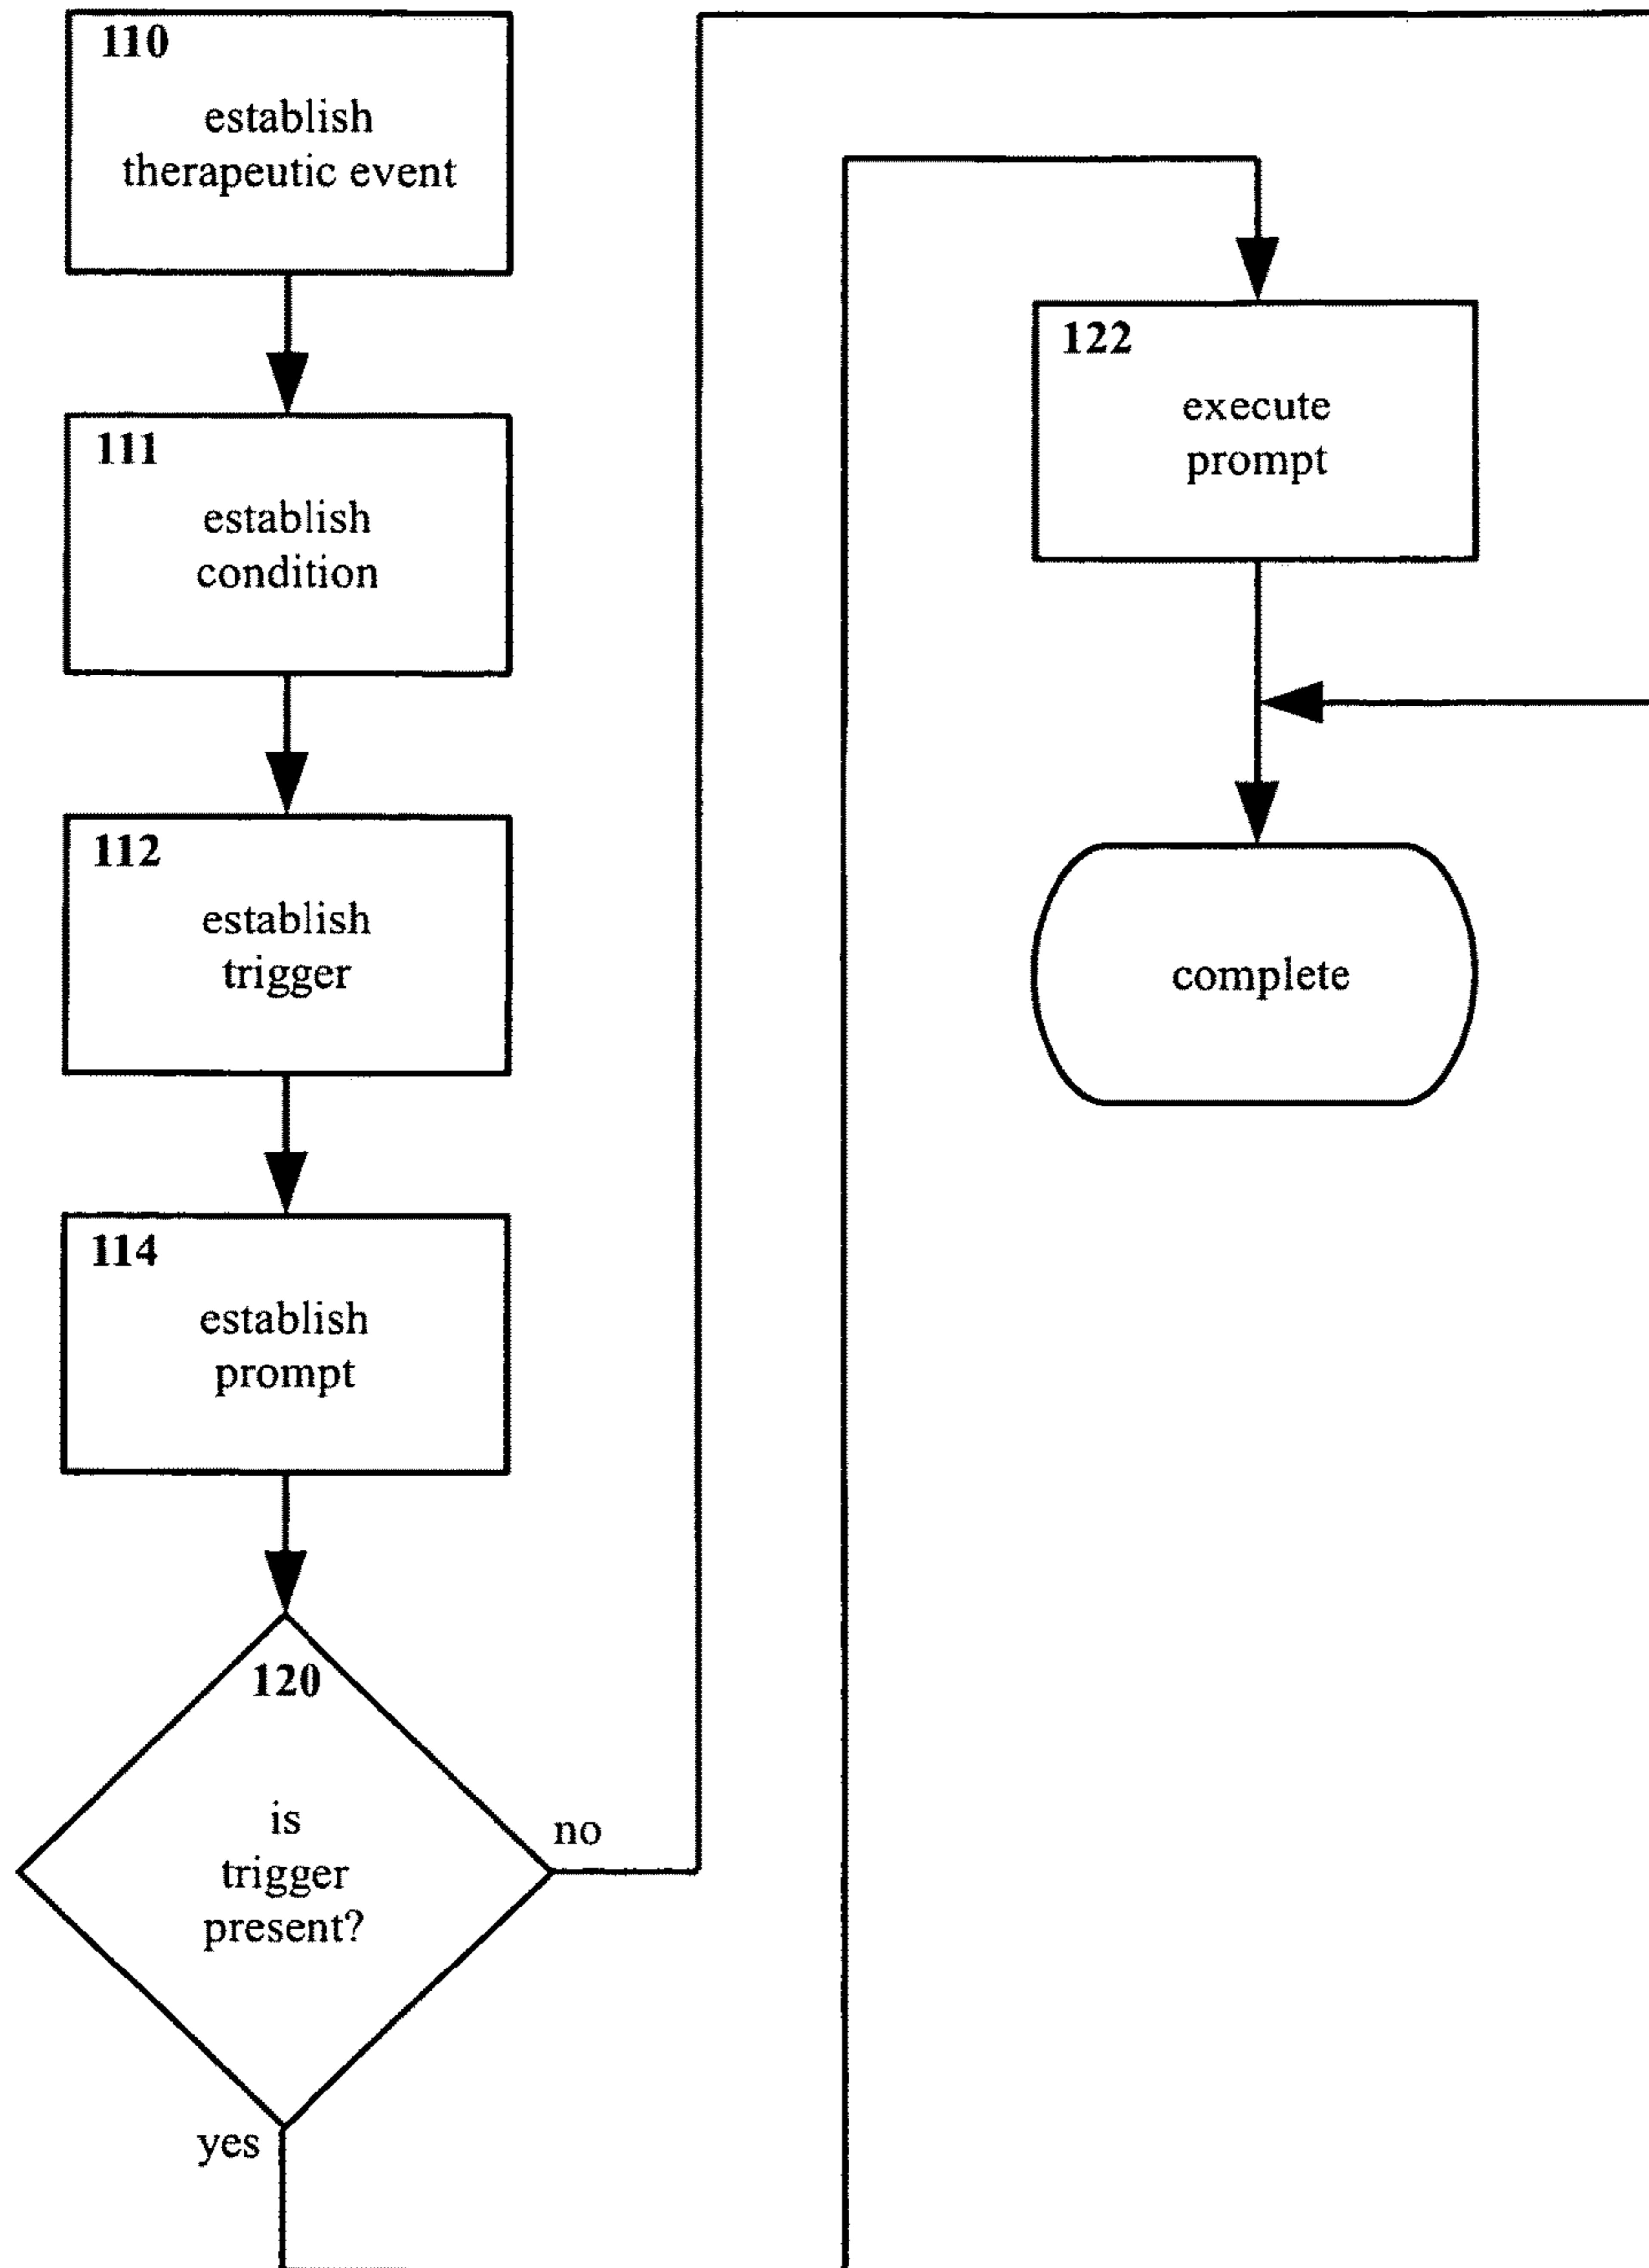 110
establish
therapeutic event
111
establish
condition
112
establish
trigger
114
establish
prompt
120
is
trigger
present?
no
yes
122
execute
prompt
complete